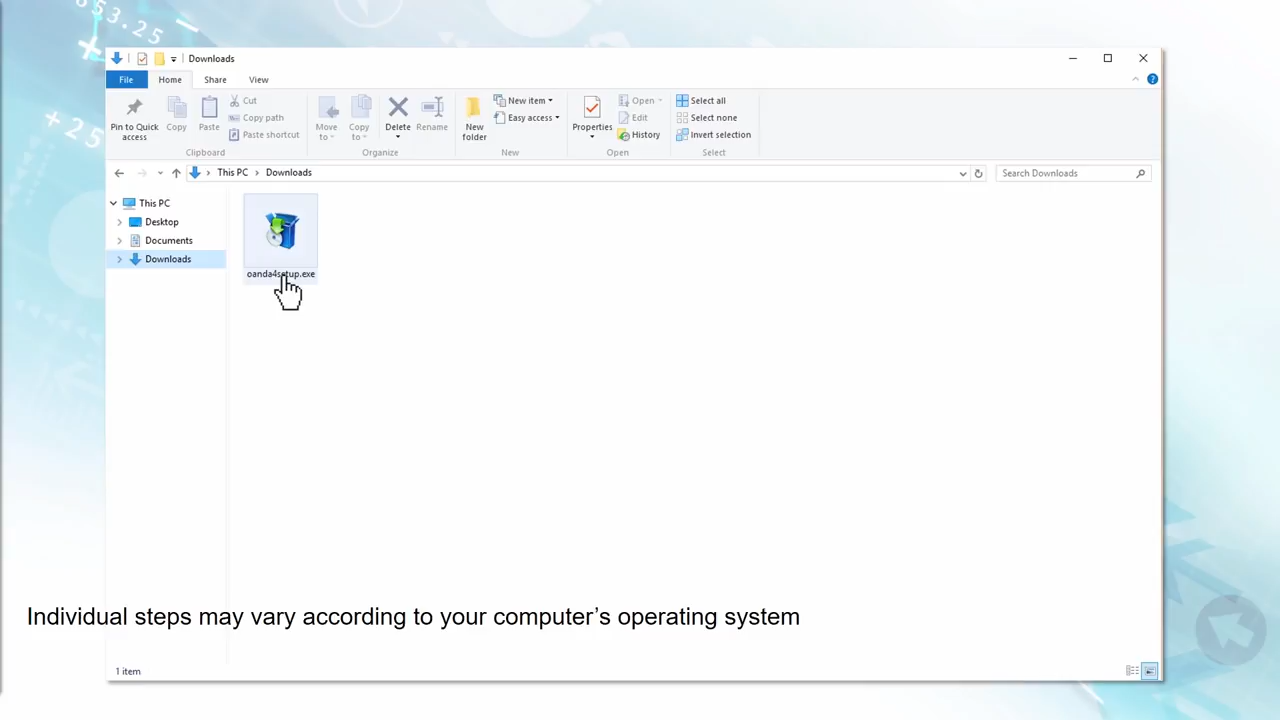 653.25
+25
Downloads
File Home Share View
Pin to Quick access
Copy
Paste
Cut
Copy path
Paste shortcut
Clipboard
Move to
Copy to
Delete
Rename
Organize
New folder
New item
Easy access
New
Properties
Open
Edit
History
Open
Select all
Select none
Invert selection
Select
This PC > Downloads
Search Downloads
This PC
Desktop
Documents
Downloads
oanda4setup.exe
Individual steps may vary according to your computer’s operating system
1 item